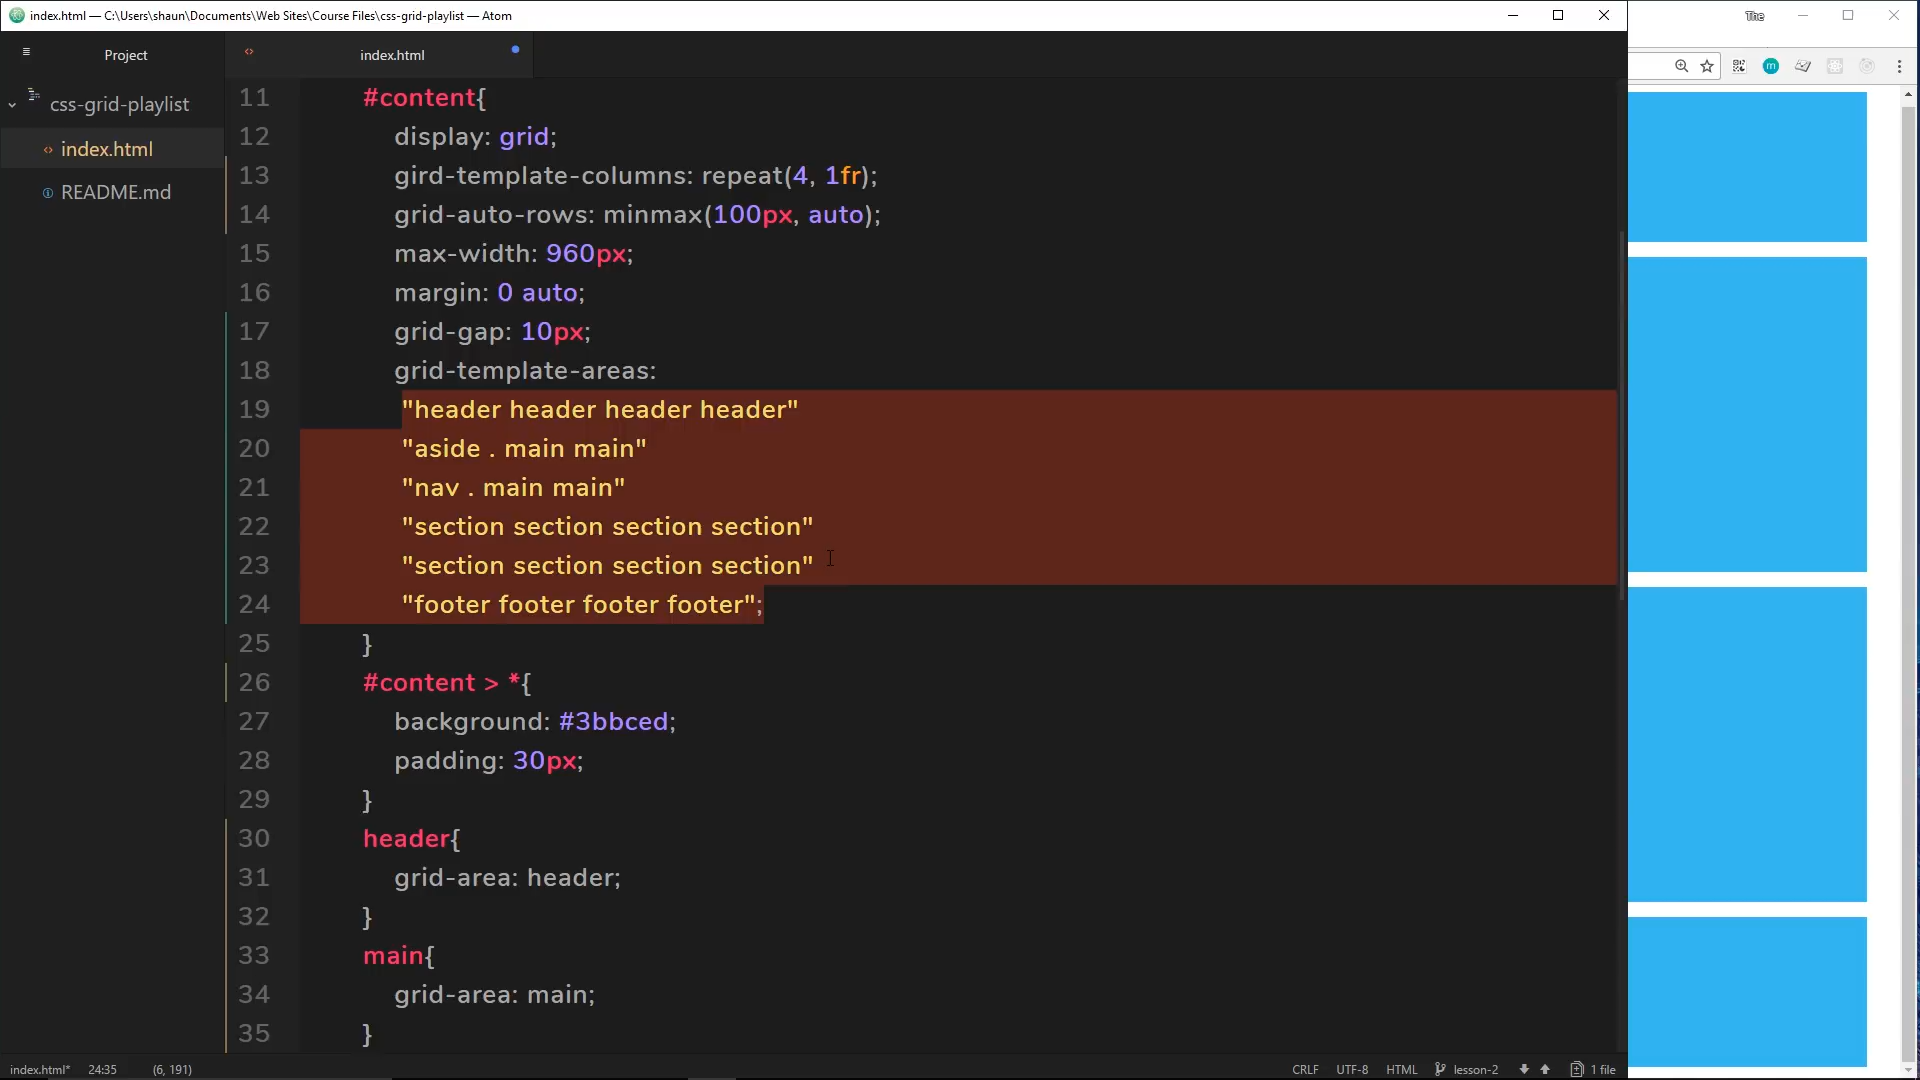 index.html — C:\Users\shaun\Documents\Web Sites\Course Files\css-grid-playlist — Atom
The
Project
index.html
css-grid-playlist
index.html
README.md
m
11 #content{
12 display: grid;
13 gird-template-columns: repeat(4, 1fr);
14 grid-auto-rows: minmax(100px, auto);
15 max-width: 960px;
16 margin: 0 auto;
17 grid-gap: 10px;
18 grid-template-areas:
19 "header header header header"
20 "aside . main main"
21 "nav . main main"
22 "section section section section"
23 "section section section section"
24 "footer footer footer footer";
25 }
26 #content > *{
27 background: #3bbced;
28 padding: 30px;
29 }
30 header{
31 grid-area: header;
32 }
33 main{
34 grid-area: main;
35 }
index.html* 24:35 (6, 191) CRLF UTF-8 HTML lesson-2 1 file